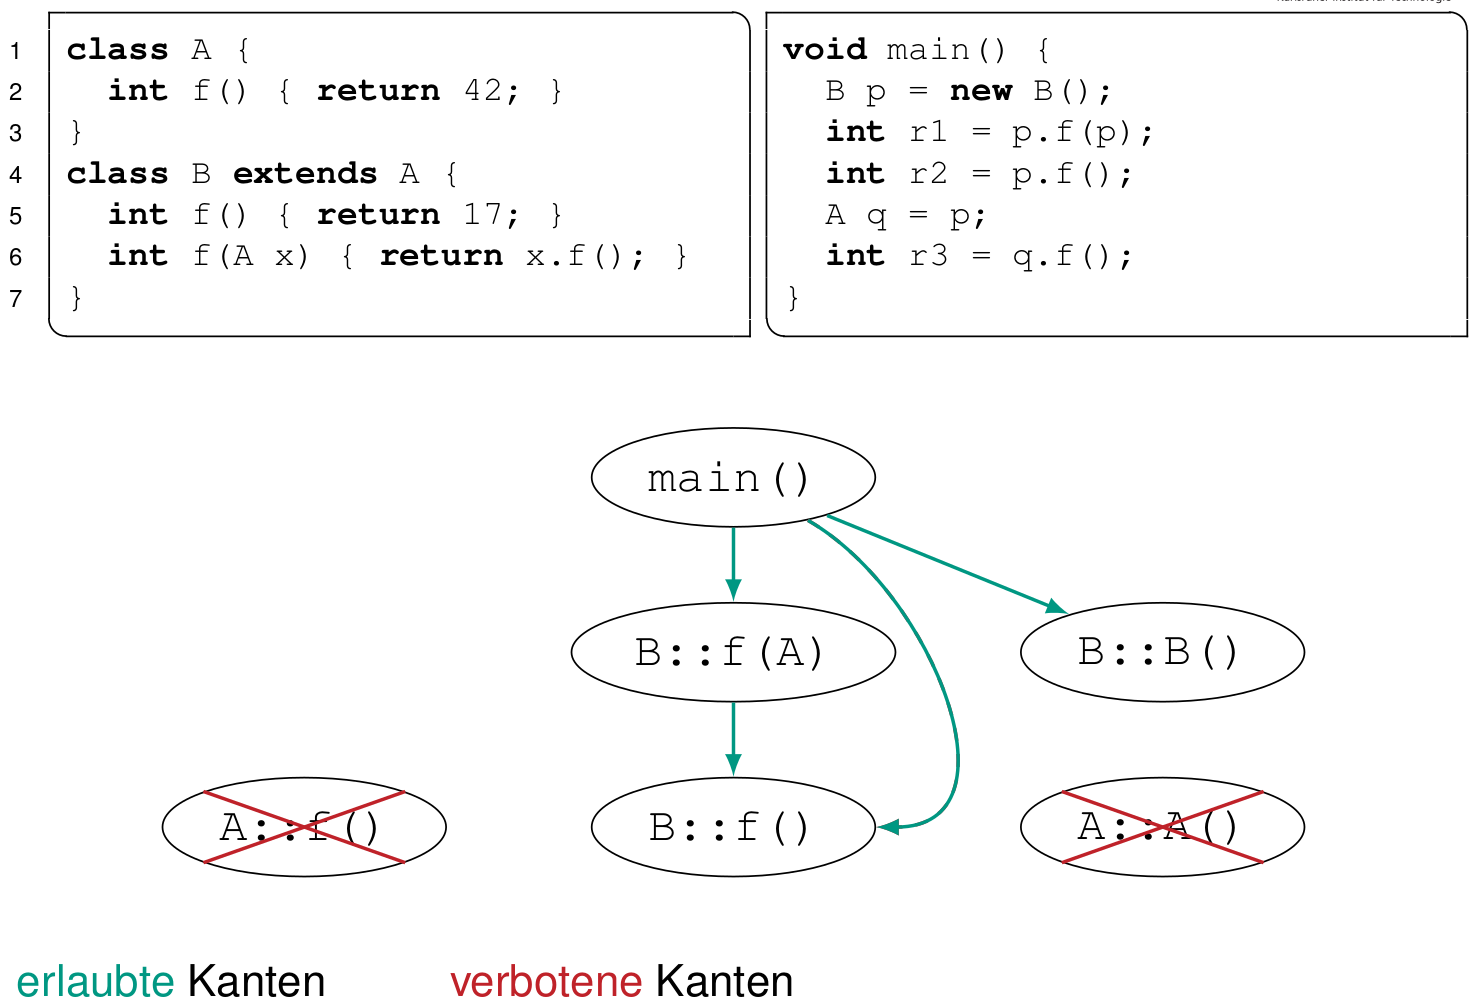 1 class A {
2 int f() { return 42; }
3 }
4 class B extends A {
5 int f() { return 17; }
6 int f(A x) { return x.f(); }
7 }
void main() {
B p = new B();
int r1 = p.f(p);
int r2 = p.f();
A q = p;
int r3 = q.f();
}
main()
B::f(A)
B::B()
A::f()
B::f()
A::A()
erlaubte Kanten
verbotene Kanten